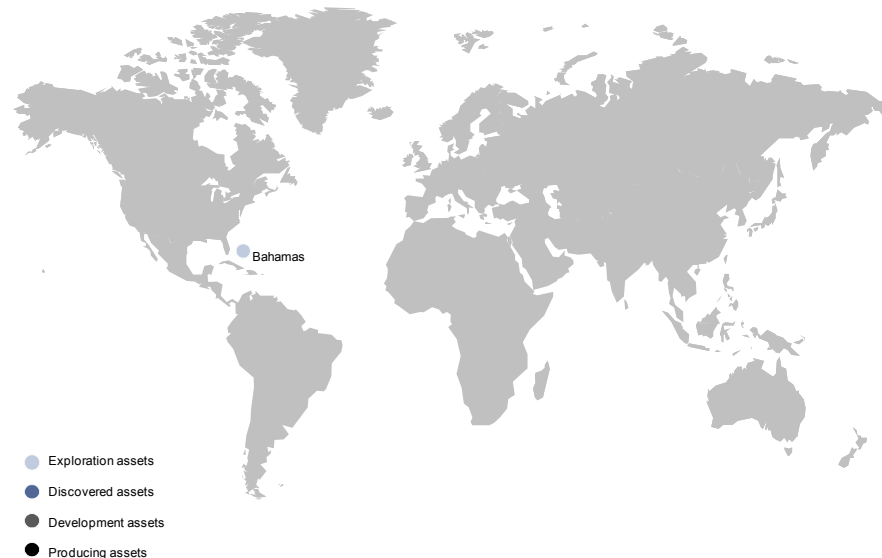 Bahamas
Exploration assets
Discovered assets
Development assets
Producing assets